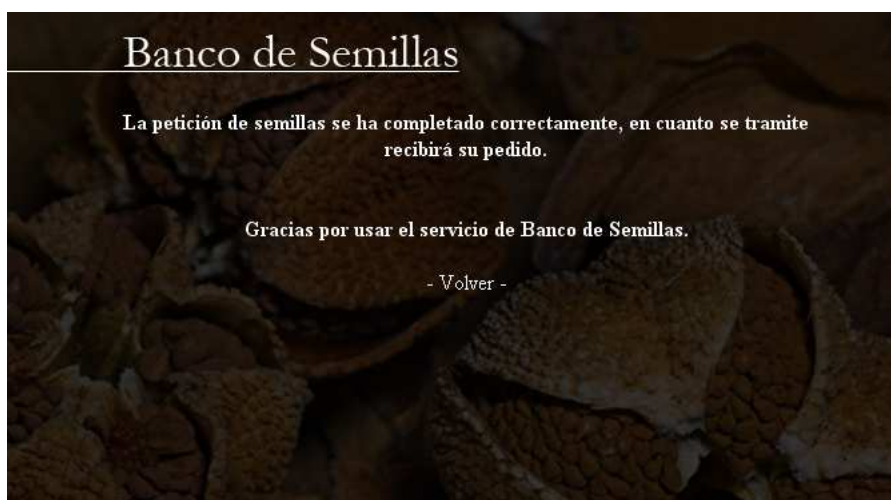 Banco de Semillas
La petición de semillas se ha completado correctamente, en cuanto se tramite
recibirá su pedido.
Gracias por usar el servicio de Banco de Semillas.
- Volver -